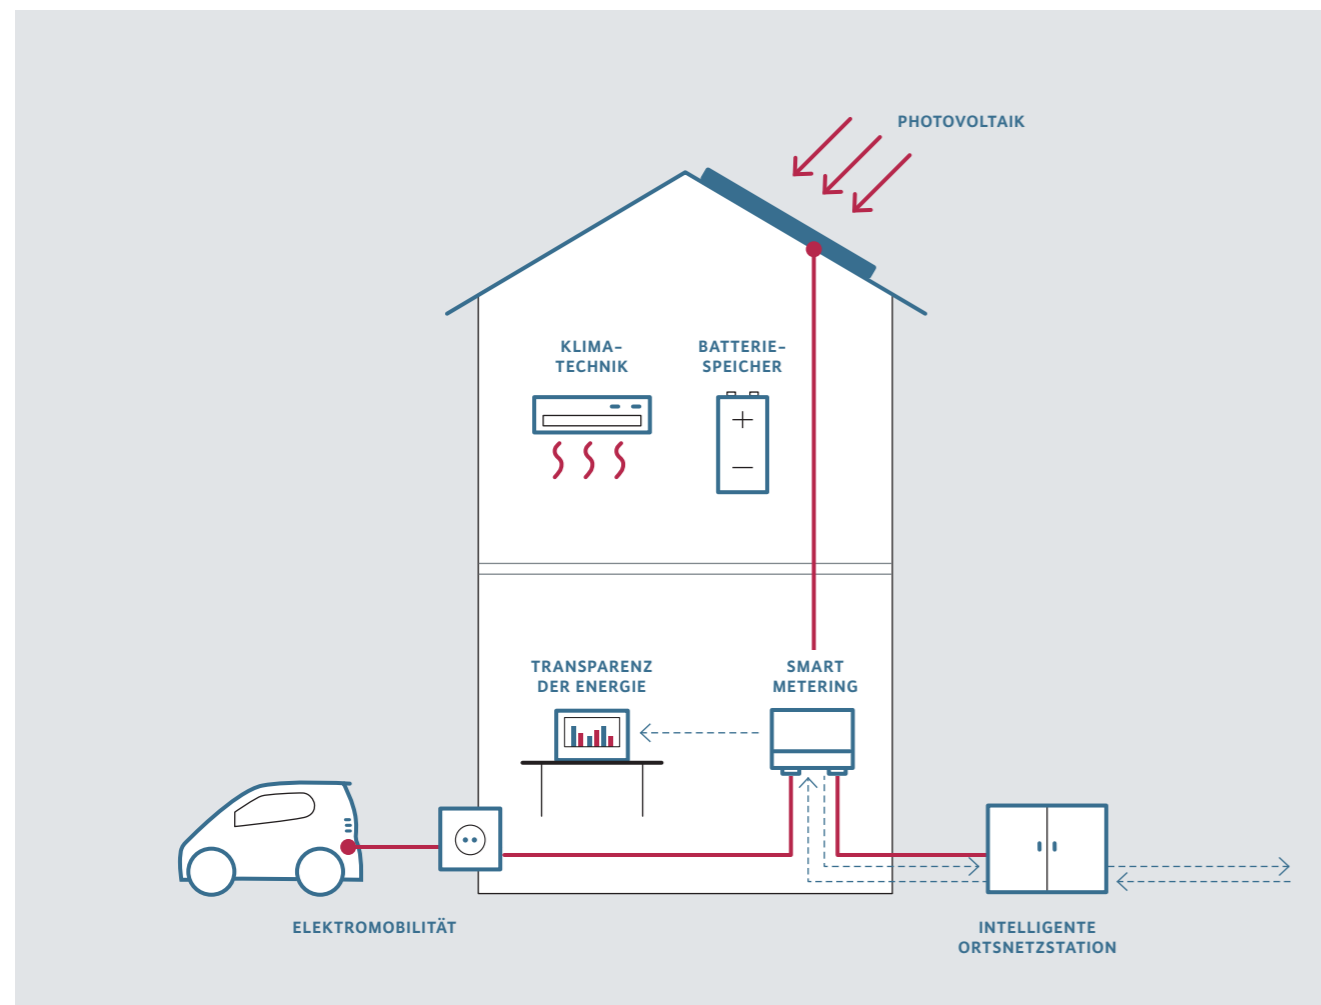 PHOTOVOLTAIK
KLIMA-
TECHNIK
BATTERIE-
SPEICHER
TRANSPARENZ
DER ENERGIE
SMART
METERING
ELEKTROMOBILITÄT
INTELLIGENTE
ORTSNETZSTATION